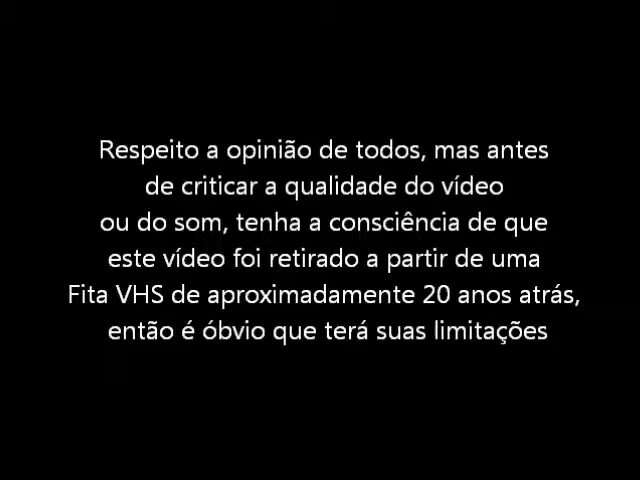 Respeito a opinião de todos, mas antes
de criticar a qualidade do vídeo
ou do som, tenha a consciência de que
este vídeo foi retirado a partir de uma
Fita VHS de aproximadamente 20 anos atrás,
então é óbvio que terá suas limitações